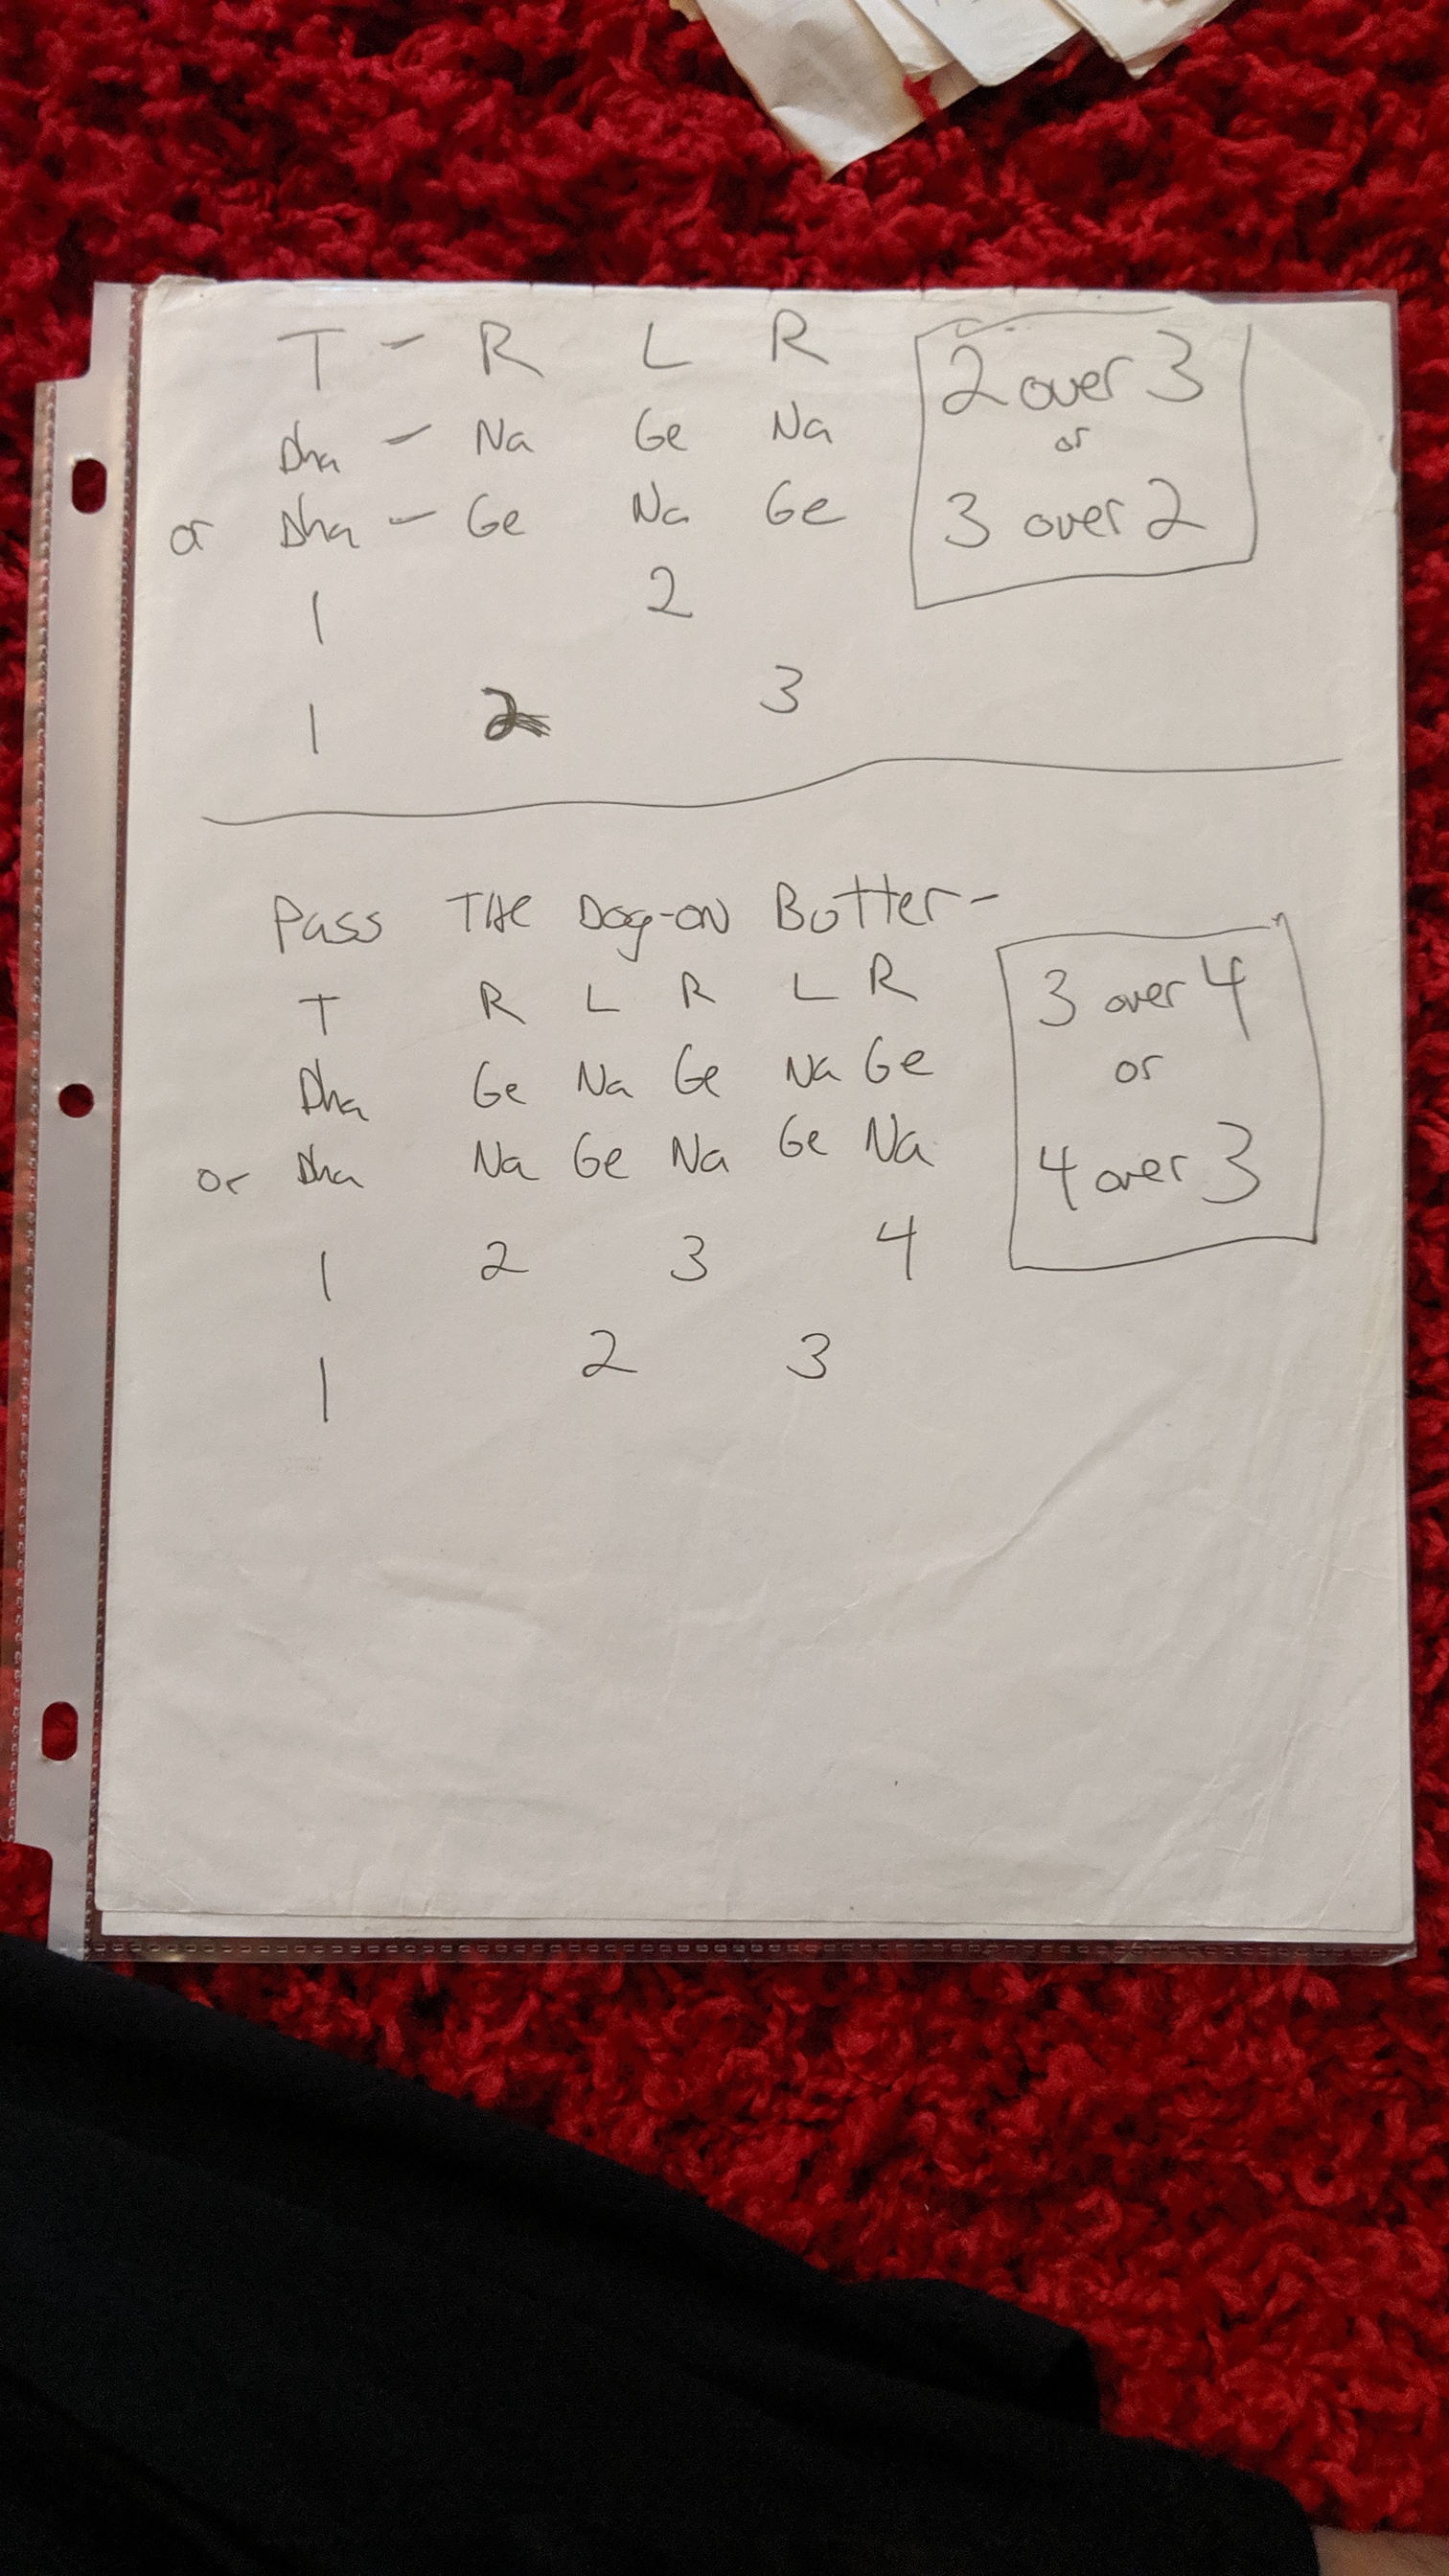 T - R L R
Dha - Na Ge Na
or Dha - Ge Na Ge
1 2
1 2 3
2 over 3
or
3 over 2
Pass THE Dog-on Butter -
T R L R L R
Dha Ge Na Ge Na Ge
or Dha Na Ge Na Ge Na
1 2 3 4
1 2 3
3 over 4
or
4 over 3